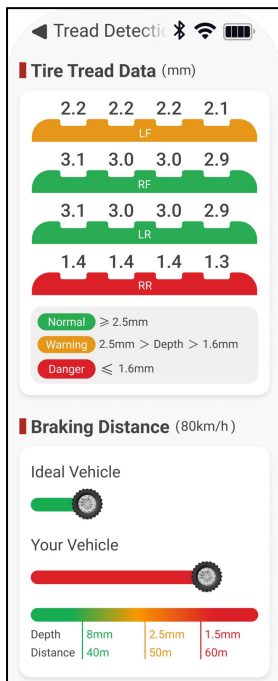 Tread Detectic
Tire Tread Data (mm)
2.2 2.2 2.2 2.1
LF
3.1 3.0 3.0 2.9
RF
3.1 3.0 3.0 2.9
LR
1.4 1.4 1.4 1.3
RR
Normal ≥ 2.5mm
Warning 2.5mm > Depth > 1.6mm
Danger ≤ 1.6mm
Braking Distance (80km/h)
Ideal Vehicle
Your Vehicle
Depth 8mm 2.5mm 1.5mm
Distance 40m 50m 60m